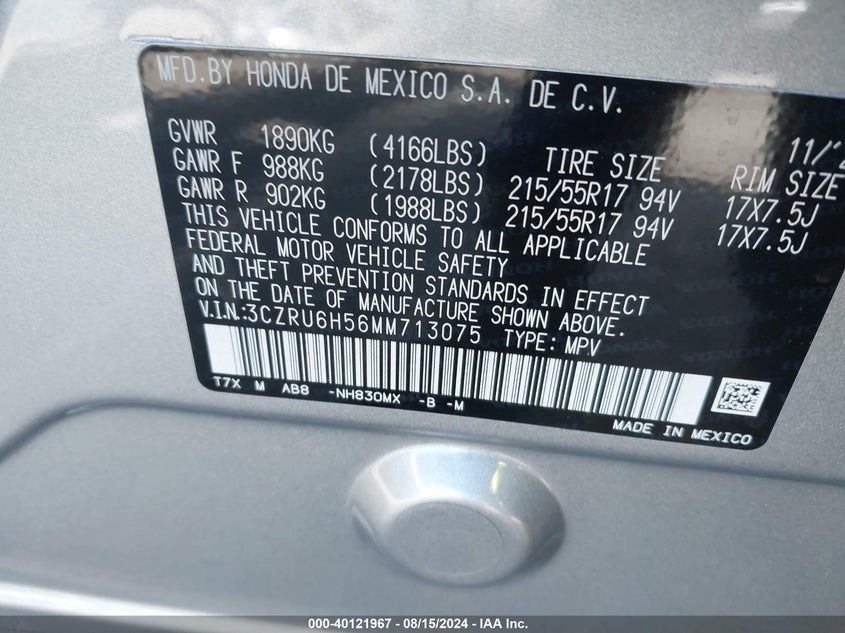 MFD. BY HONDA DE MEXICO S.A. DE C.V.
11/
GVWR 1890KG (4166LBS) TIRE SIZE RIM SIZE
GAWR F 988KG (2178LBS) 215/55R17 94V 17X7.5J
GAWR R 902KG (1988LBS) 215/55R17 94V 17X7.5J
THIS VEHICLE CONFORMS TO ALL APPLICABLE
FEDERAL MOTOR VEHICLE SAFETY
AND THEFT PREVENTION STANDARDS IN EFFECT
ON THE DATE OF MANUFACTURE SHOWN ABOVE.
V.I.N.:3CZRU6H56MM713075 TYPE: MPV
T7X M AB8 -NH830MX -B -M
MADE IN MEXICO
000-40121967 - 08/15/2024 - IAA Inc.